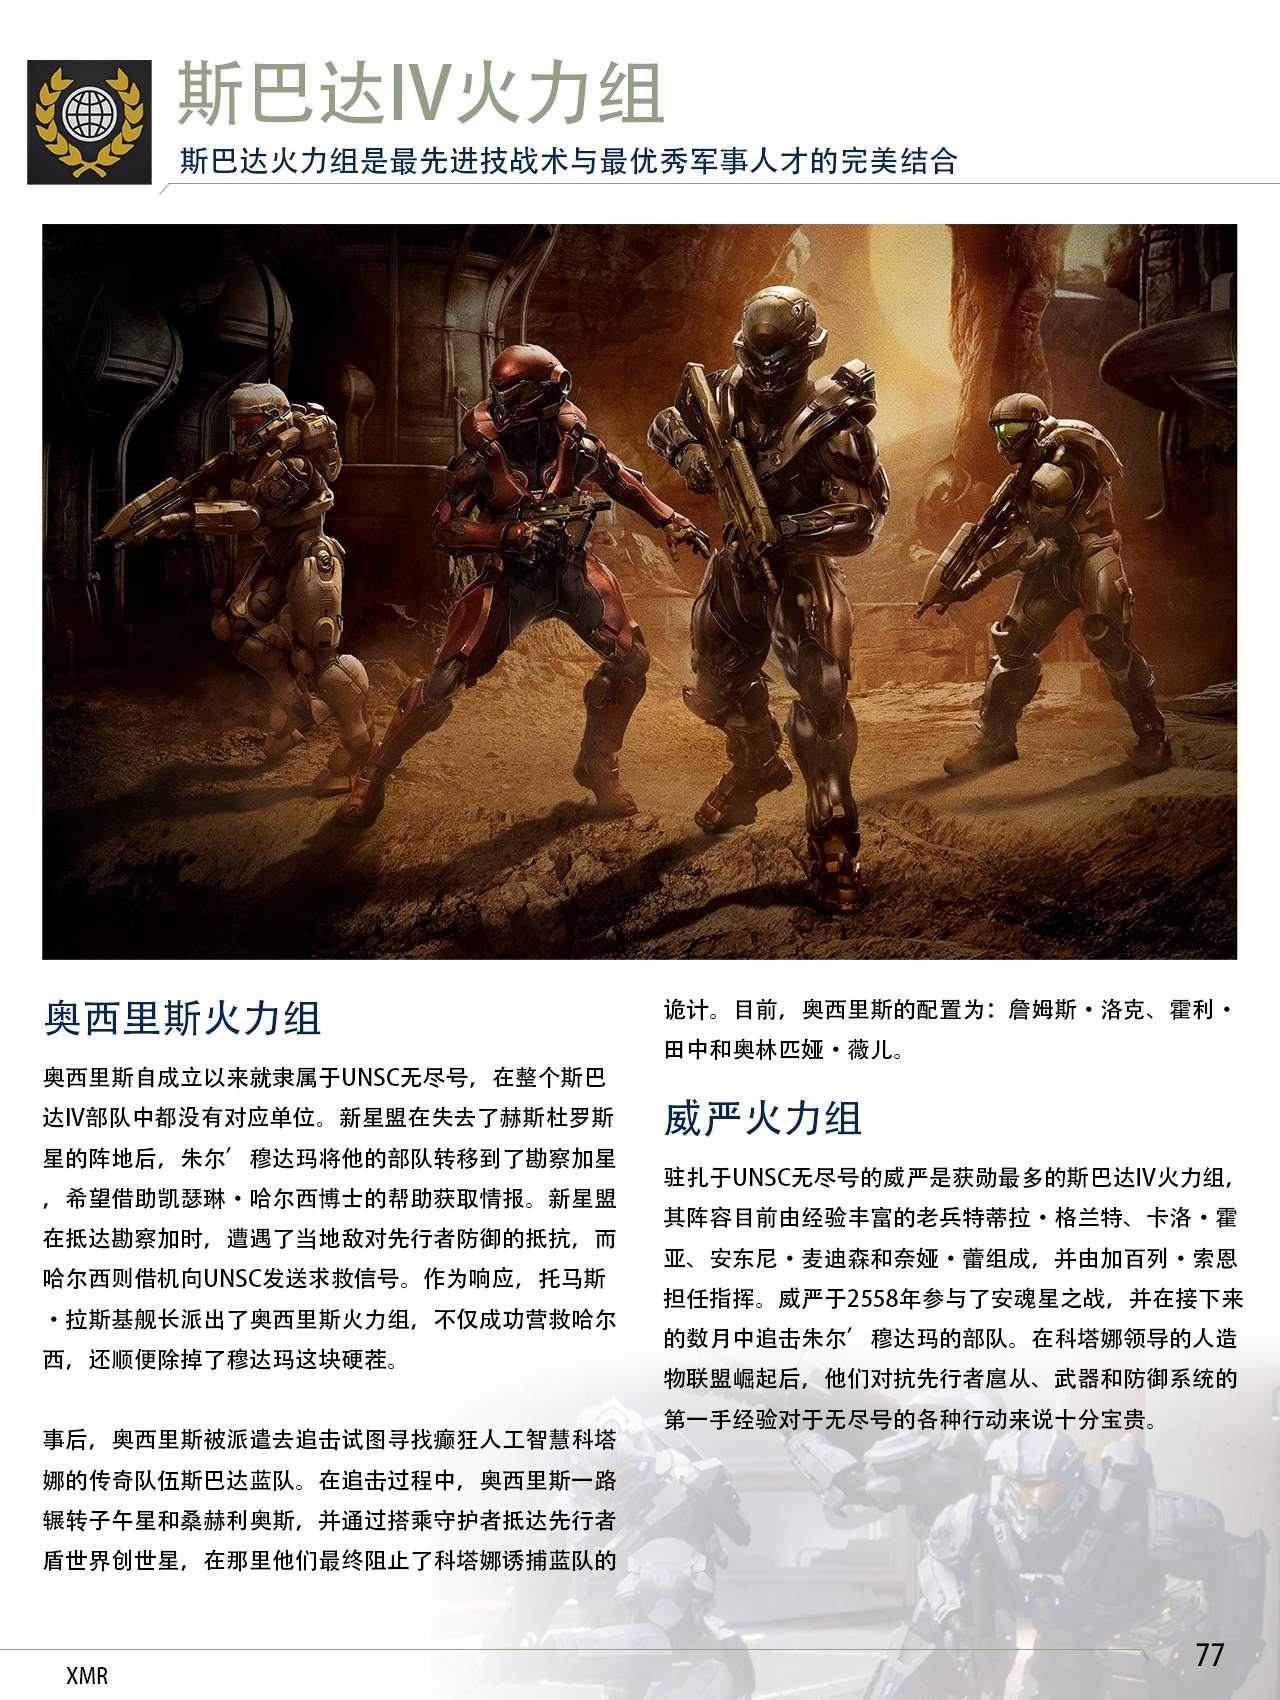 斯巴达IV火力组
斯巴达火力组是最先进技战术与最优秀军事人才的完美结合
奥西里斯火力组
奥西里斯自成立以来就隶属于UNSC无尽号，在整个斯巴
达IV部队中都没有对应单位。新星盟在失去了赫斯杜罗斯
星的阵地后，朱尔′穆达玛将他的部队转移到了勘察加星
，希望借助凯瑟琳·哈尔西博士的帮助获取情报。新星盟
在抵达勘察加时，遭遇了当地敌对先行者防御的抵抗，而
哈尔西则借机向UNSC发送求救信号。作为响应，托马斯
·拉斯基舰长派出了奥西里斯火力组，不仅成功营救哈尔
西，还顺便除掉了穆达玛这块硬茬。
事后，奥西里斯被派遣去追击试图寻找癫狂人工智慧科塔
娜的传奇队伍斯巴达蓝队。在追击过程中，奥西里斯一路
辗转子午星和桑赫利奥斯，并通过搭乘守护者抵达先行者
盾世界创世星，在那里他们最终阻止了科塔娜诱捕蓝队的
诡计。目前，奥西里斯的配置为：詹姆斯·洛克、霍利·
田中和奥林匹娅·薇儿。
威严火力组
驻扎于UNSC无尽号的威严是获勋最多的斯巴达IV火力组，
其阵容目前由经验丰富的老兵特蒂拉·格兰特、卡洛·霍
亚、安东尼·麦迪森和奈娅·蕾组成，并由加百列·索恩
担任指挥。威严于2558年参与了安魂星之战，并在接下来
的数月中追击朱尔′穆达玛的部队。在科塔娜领导的人造
物联盟崛起后，他们对抗先行者扈从、武器和防御系统的
第一手经验对于无尽号的各种行动来说十分宝贵。
XMR
77